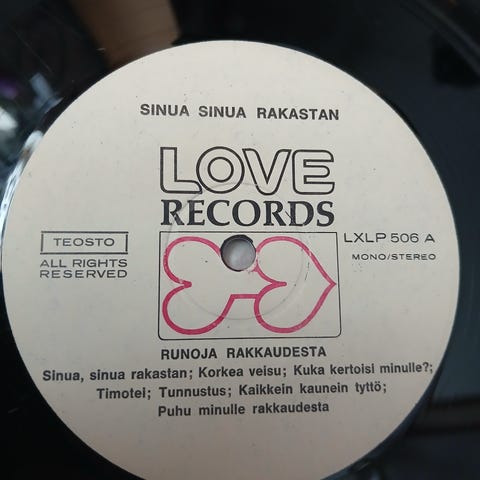 SINUA SINUA RAKASTAN
LOVE
RECORDS
TEOSTO
ALL RIGHTS
RESERVED
LXLP 506 A
MONO/STEREO
RUNOJA RAKKAUDESTA
Sinua, sinua rakastan; Korkea veisu; Kuka kertoisi minulle?;
Timotei; Tunnustus; Kaikkein kaunein tyttö;
Puhu minulle rakkaudesta